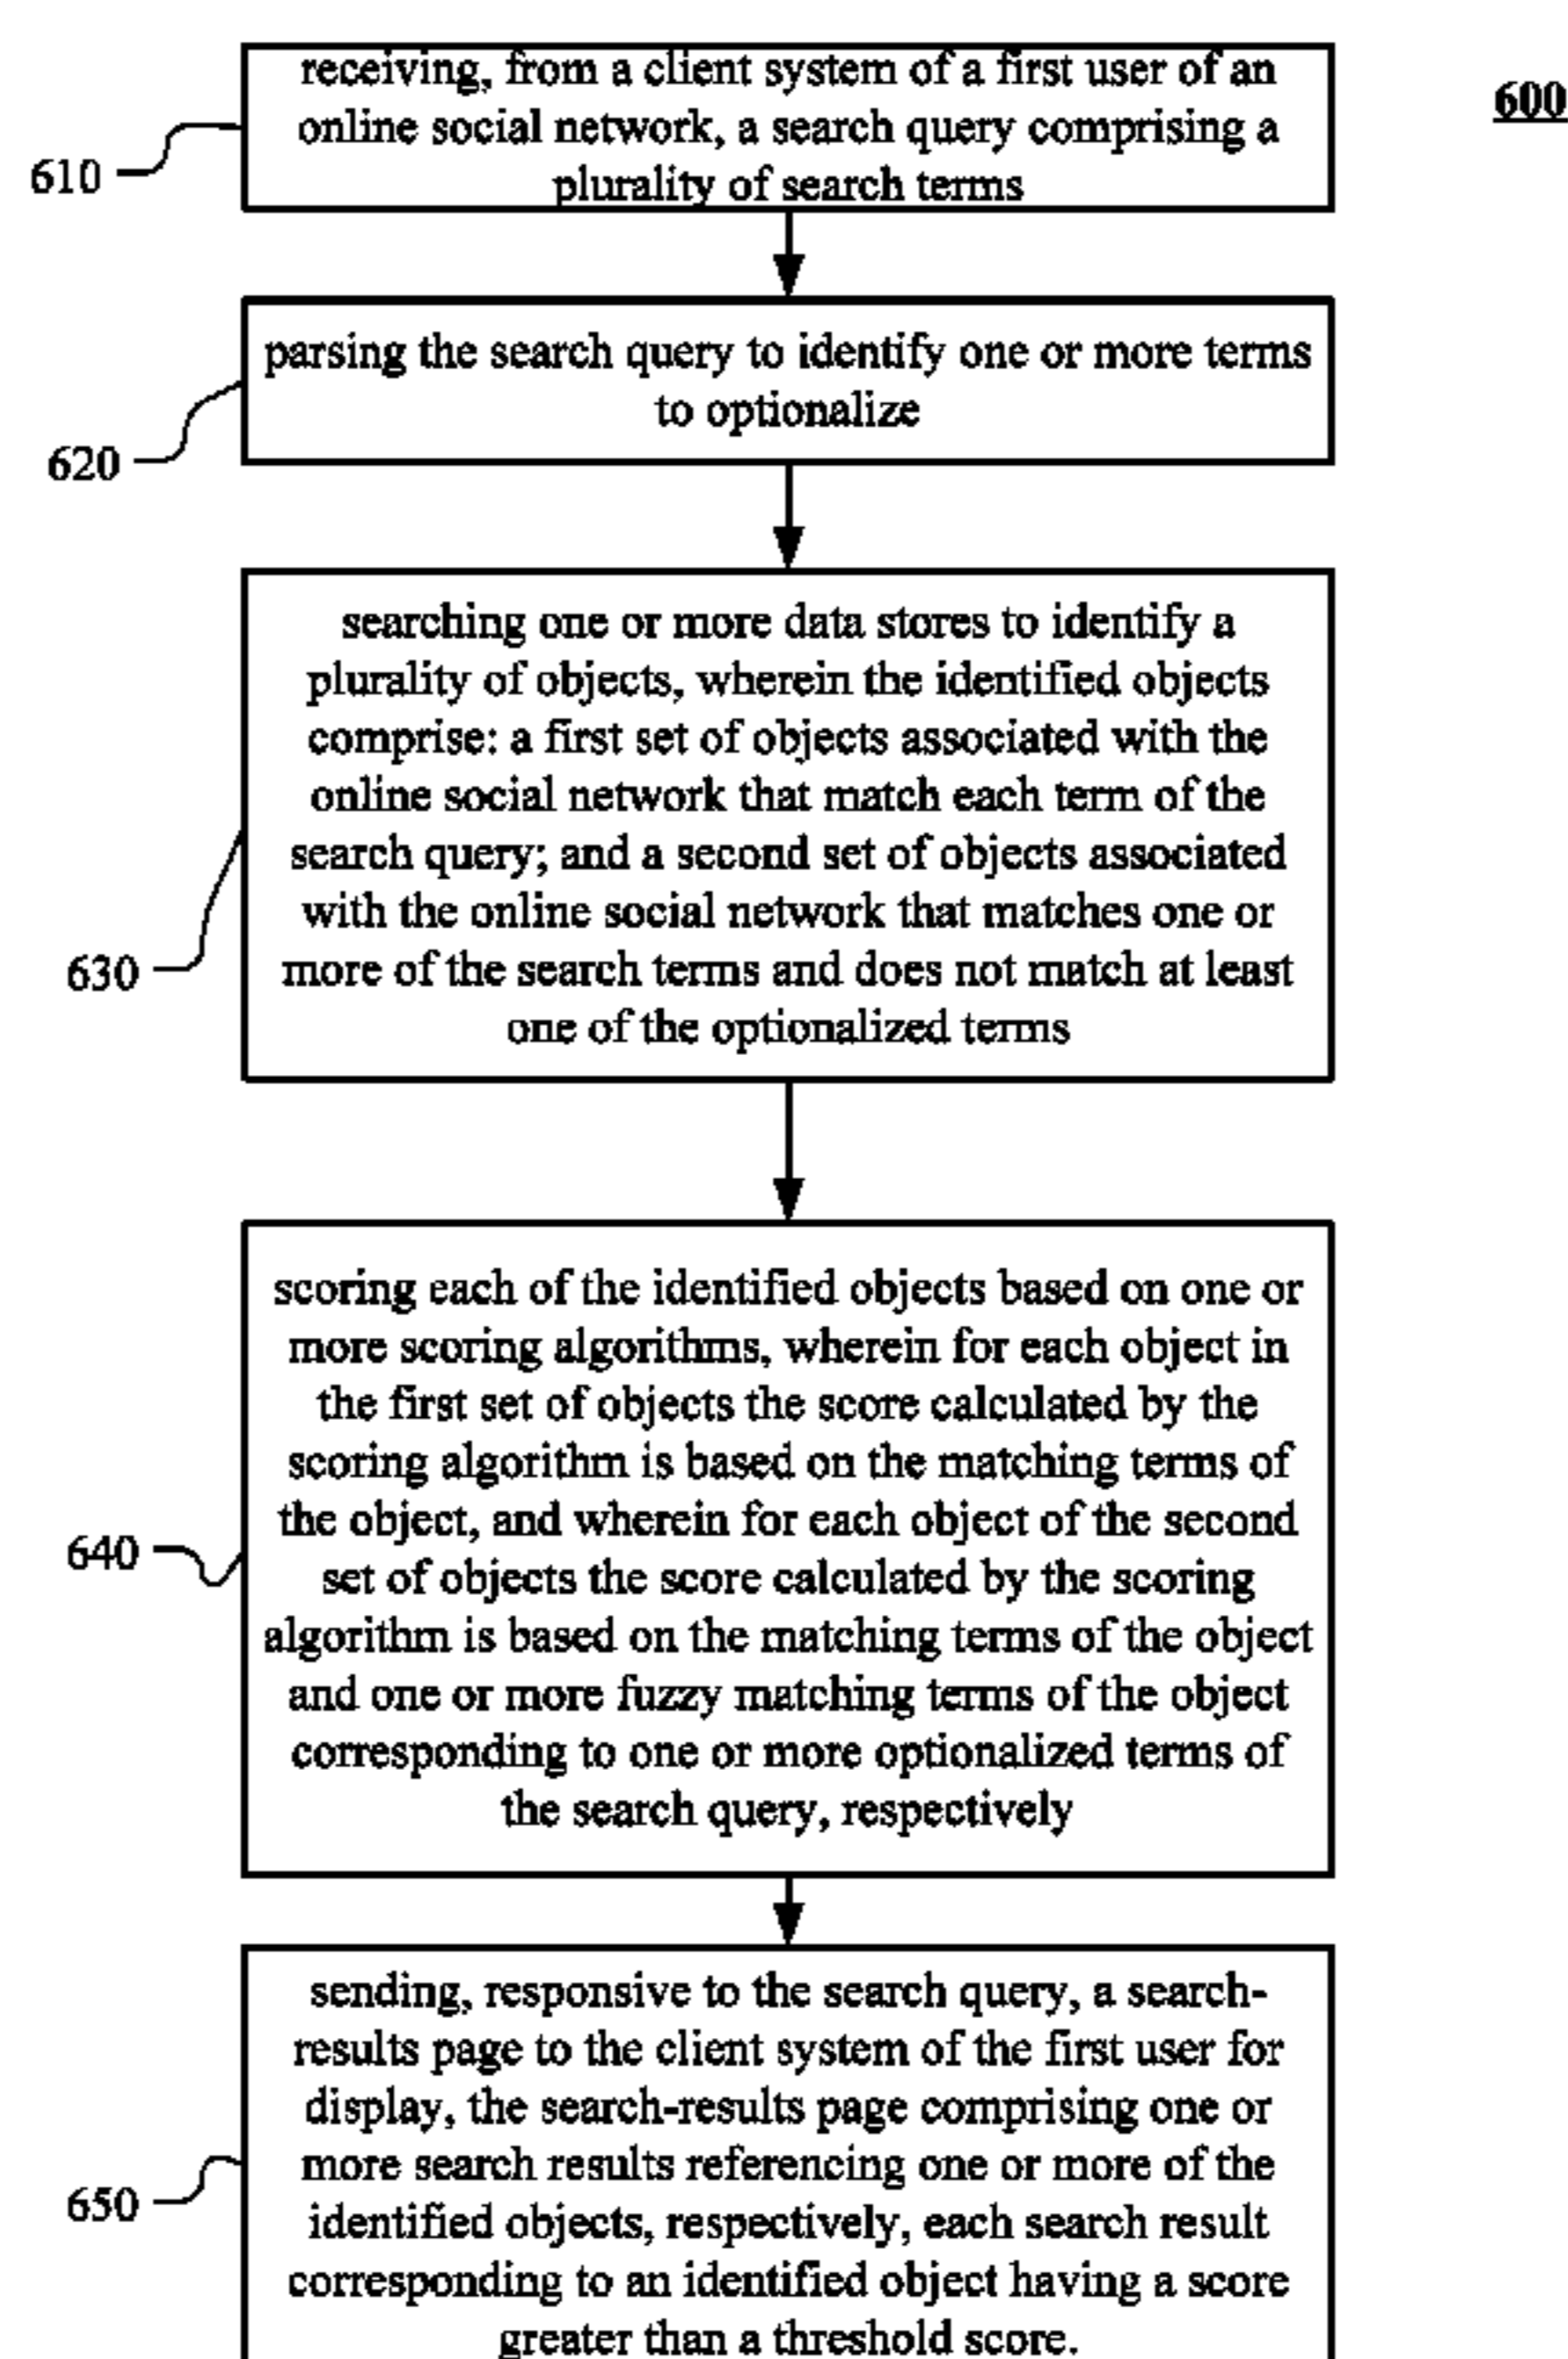 600
receiving, from a client system of a first user of an
online social network, a search query comprising a
plurality of search terms
610
parsing the search query to identify one or more terms
to optionalize
620
searching one or more data stores to identify a
plurality of objects, wherein the identified objects
comprise: a first set of objects associated with the
online social network that match each term of the
search query; and a second set of objects associated
with the online social network that matches one or
more of the search terms and does not match at least
one of the optionalized terms
630
scoring each of the identified objects based on one or
more scoring algorithms, wherein for each object in
the first set of objects the score calculated by the
scoring algorithm is based on the matching terms of
the object, and wherein for each object of the second
set of objects the score calculated by the scoring
algorithm is based on the matching terms of the object
and one or more fuzzy matching terms of the object
corresponding to one or more optionalized terms of
the search query, respectively
640
sending, responsive to the search query, a search-
results page to the client system of the first user for
display, the search-results page comprising one or
more search results referencing one or more of the
identified objects, respectively, each search result
corresponding to an identified object having a score
greater than a threshold score.
650